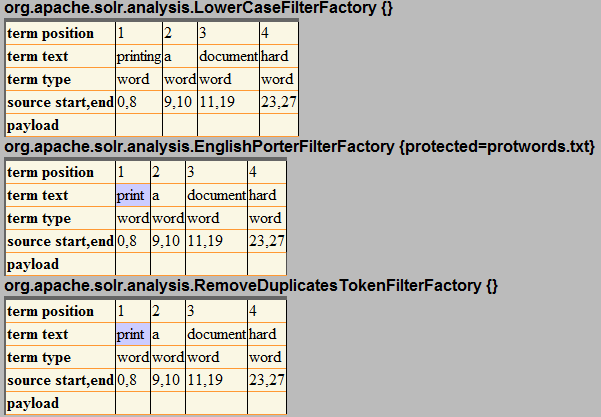 org.apache.solr.analysis.LowerCaseFilterFactory {}
term position 1 2 3 4
term text printing a document hard
term type word word word word
source start,end 0,8 9,10 11,19 23,27
payload
org.apache.solr.analysis.EnglishPorterFilterFactory {protected=protwords.txt}
term position 1 2 3 4
term text print a document hard
term type word word word word
source start,end 0,8 9,10 11,19 23,27
payload
org.apache.solr.analysis.RemoveDuplicatesTokenFilterFactory {}
term position 1 2 3 4
term text print a document hard
term type word word word word
source start,end 0,8 9,10 11,19 23,27
payload